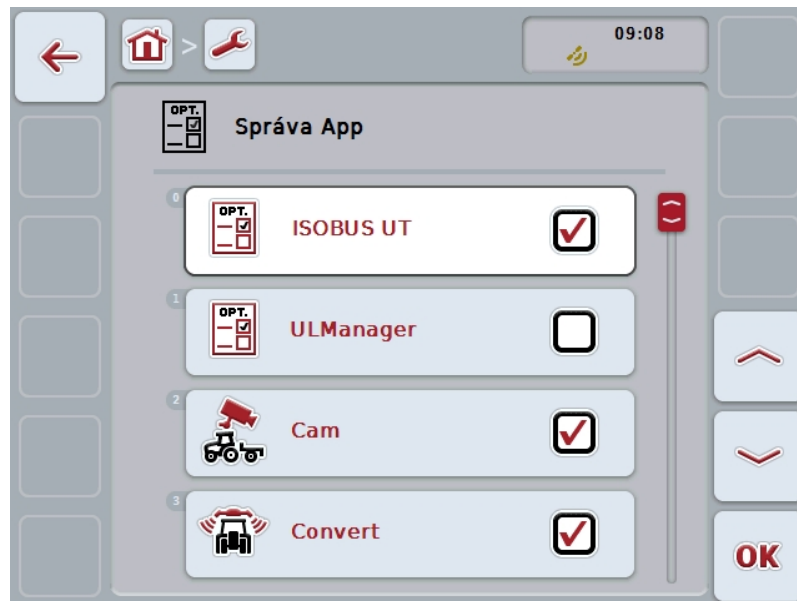 >
09:08
OPT.
Správa App
0
OPT.
ISOBUS UT
1
OPT.
ULManager
2
Cam
3
Convert
OK